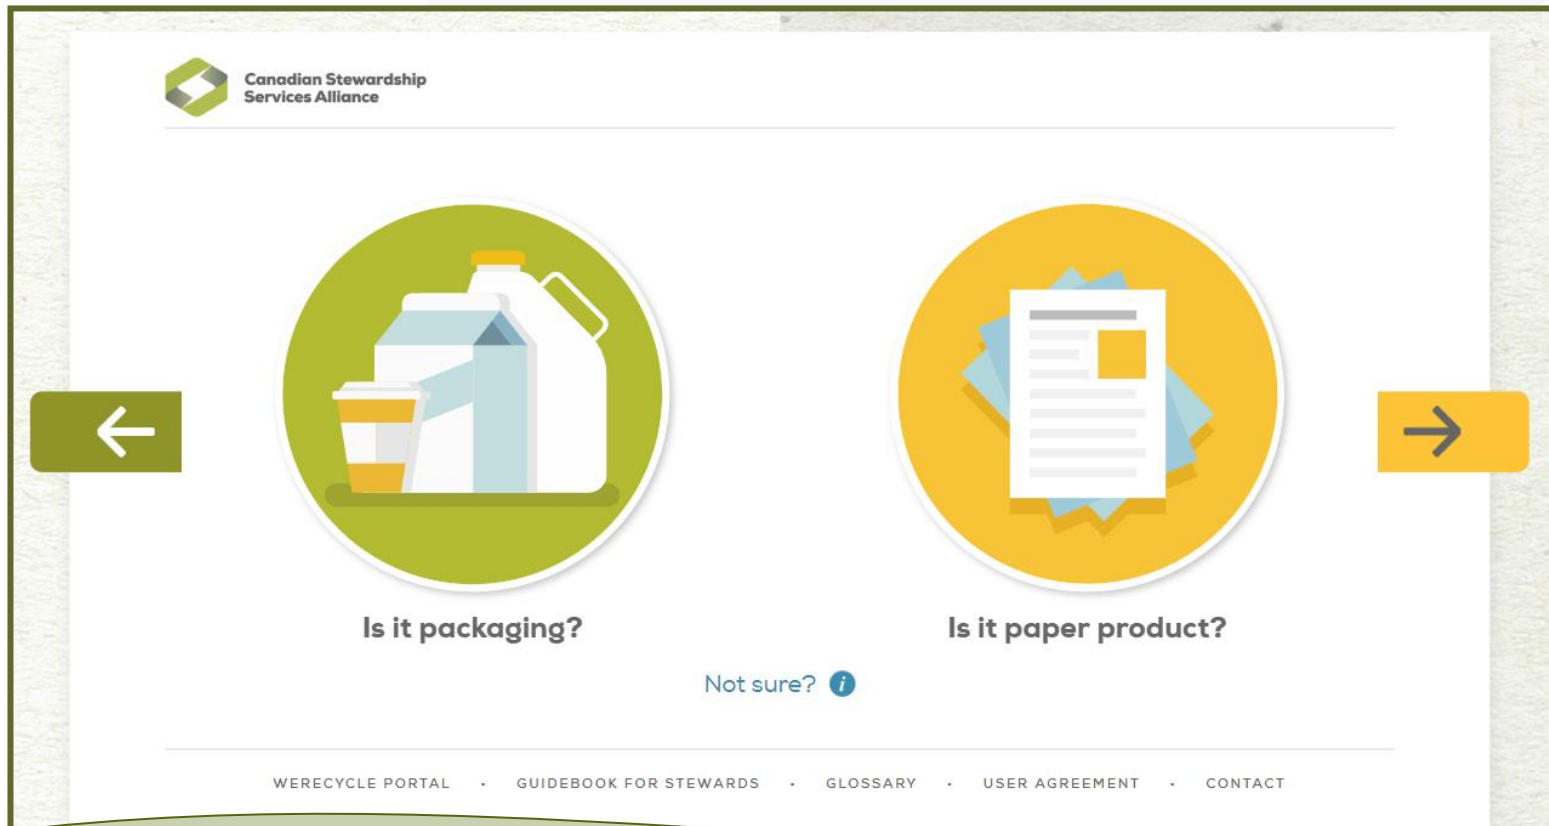 Canadian Stewardship
Services Alliance
Is it packaging?
Is it paper product?
Not sure? i
WERECYCLE PORTAL • GUIDEBOOK FOR STEWARDS • GLOSSARY • USER AGREEMENT • CONTACT